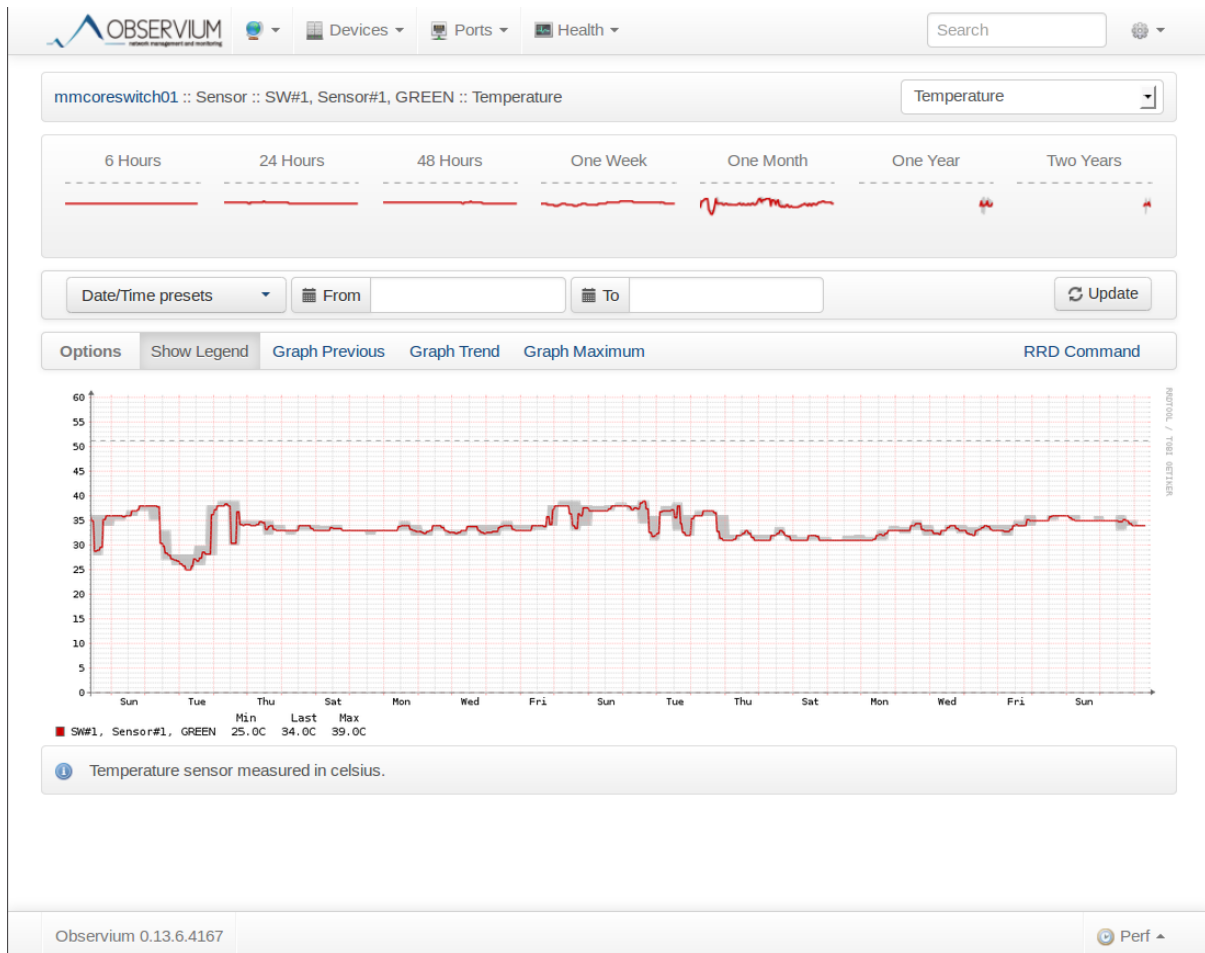 OBSERVIUM Devices Ports Health Search
network management and monitoring
mmcoreswitch01 :: Sensor :: SW#1, Sensor#1, GREEN :: Temperature Temperature
6 Hours 24 Hours 48 Hours One Week One Month One Year Two Years
Date/Time presets From To Update
Options Show Legend Graph Previous Graph Trend Graph Maximum RRD Command
60
55
50
45
40
35
30
25
20
15
10
5
0
RRDTOOL / TOBI OETIKER
Sun Tue Thu Sat Mon Wed Fri Sun Tue Thu Sat Mon Wed Fri Sun
Min Last Max
SW#1, Sensor#1, GREEN 25.0C 34.0C 39.0C
Temperature sensor measured in celsius.
Observium 0.13.6.4167 Perf